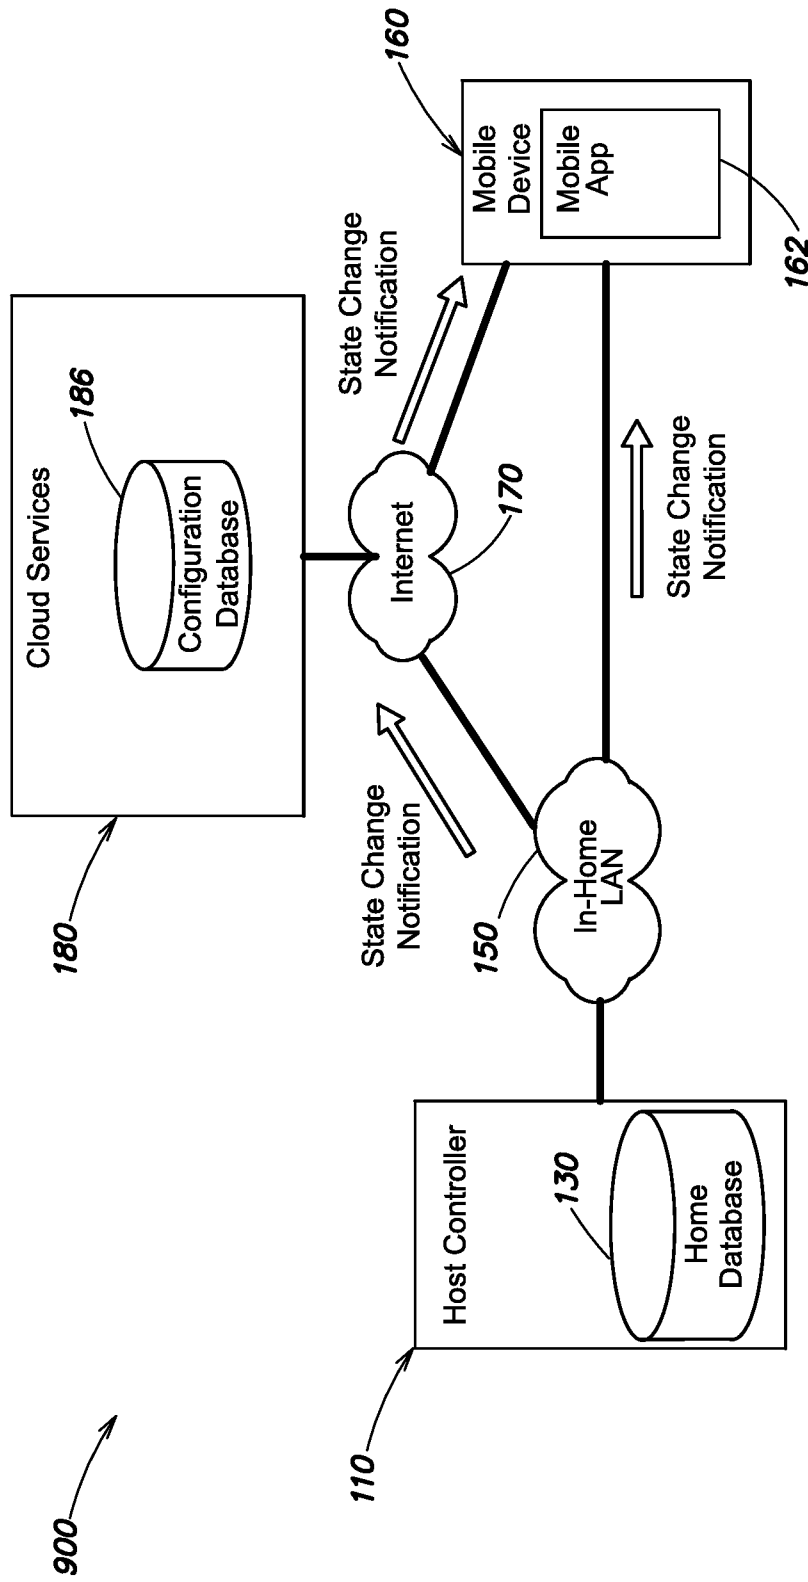 900
110
Host Controller
130
Home
Database
180
Cloud Services
186
Configuration
Database
State Change
Notification
150
In-Home
LAN
Internet
170
State Change
Notification
State Change
Notification
160
Mobile
Device
Mobile
App
162